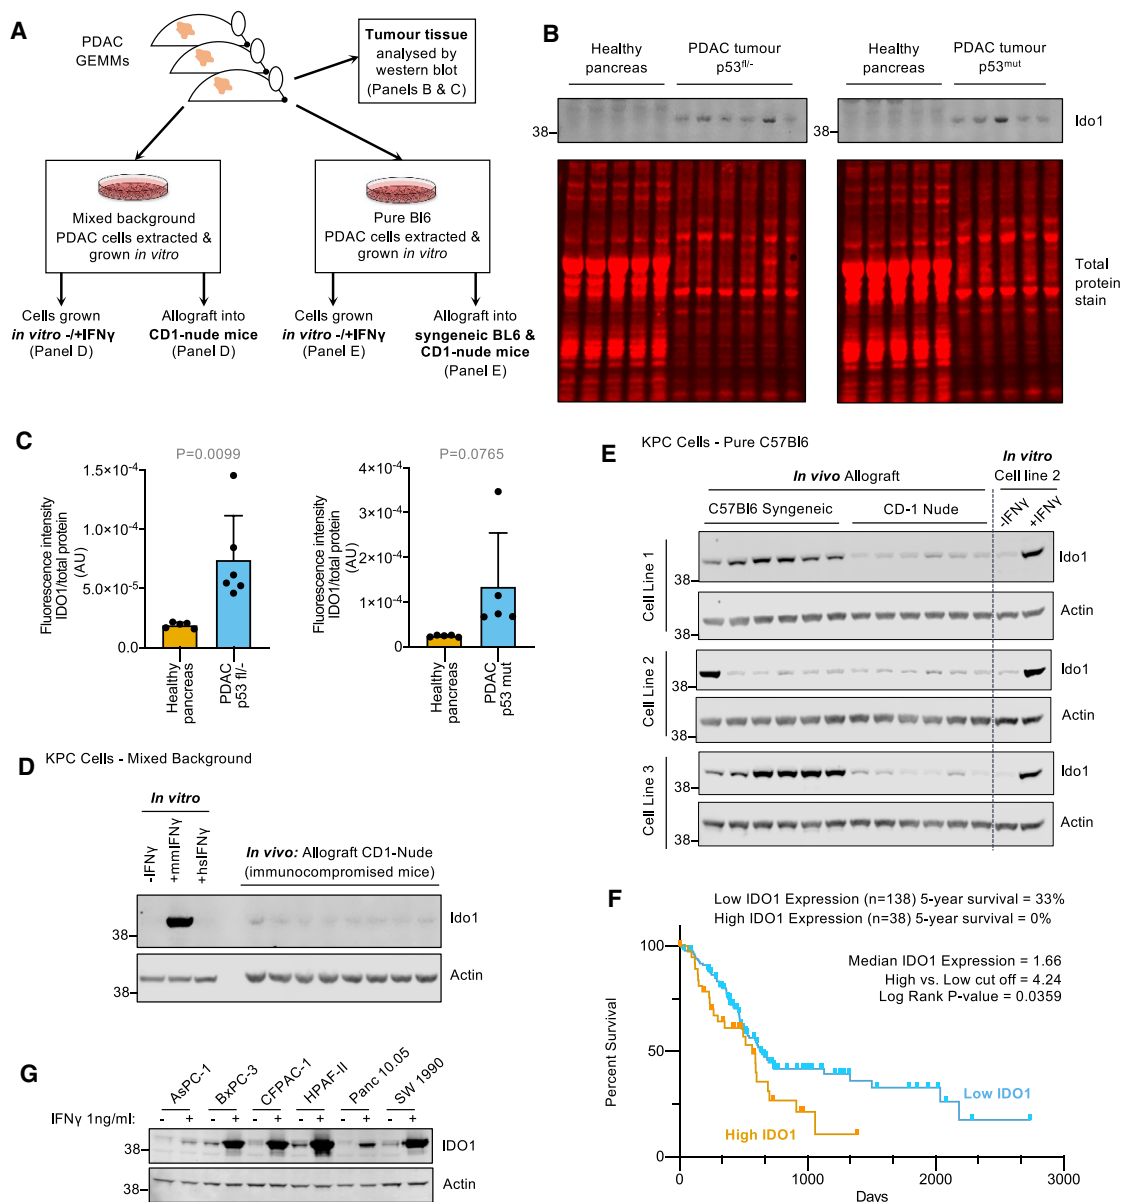 A
PDAC
GEMMs
Tumour tissue
analysed by
western blot
(Panels B & C)
Mixed background
PDAC cells extracted &
grown in vitro
Pure Bl6
PDAC cells extracted &
grown in vitro
Cells grown
in vitro -/+IFNγ
(Panel D)
Allograft into
CD1-nude mice
(Panel D)
Cells grown
in vitro -/+IFNγ
(Panel E)
Allograft into
syngeneic BL6 &
CD1-nude mice
(Panel E)
B
Healthy
pancreas
PDAC tumour
p53fl/-
Healthy
pancreas
PDAC tumour
p53mut
38
38
Ido1
Total
protein
stain
C
P=0.0099
Fluorescence intensity
IDO1/total protein
(AU)
1.5×10-4
1.0×10-4
5.0×10-5
0.0
Healthy
pancreas
PDAC
p53 fl/-
P=0.0765
Fluorescence intensity
IDO1/total protein
(AU)
4×10-4
3×10-4
2×10-4
1×10-4
0
Healthy
pancreas
PDAC
p53 mut
D
KPC Cells - Mixed Background
In vitro
-IFNγ
+mmIFNγ
+hsIFNγ
In vivo: Allograft CD1-Nude
(immunocompromised mice)
38
Ido1
38
Actin
E
KPC Cells - Pure C57Bl6
In vivo Allograft
In vitro
Cell line 2
C57Bl6 Syngeneic
CD-1 Nude
-IFNγ
+IFNγ
Cell Line 1
38
Ido1
38
Actin
Cell Line 2
38
Ido1
38
Actin
Cell Line 3
38
Ido1
38
Actin
F
Low IDO1 Expression (n=138) 5-year survival = 33%
High IDO1 Expression (n=38) 5-year survival = 0%
Median IDO1 Expression = 1.66
High vs. Low cut off = 4.24
Log Rank P-value = 0.0359
Percent Survival
100
50
0
Low IDO1
High IDO1
0
1000
2000
3000
Days
G
AsPC-1
BxPC-3
CFPAC-1
HPAF-II
Panc 10.05
SW 1990
IFNγ 1ng/ml: - + - + - + - + - + - +
38
IDO1
38
Actin